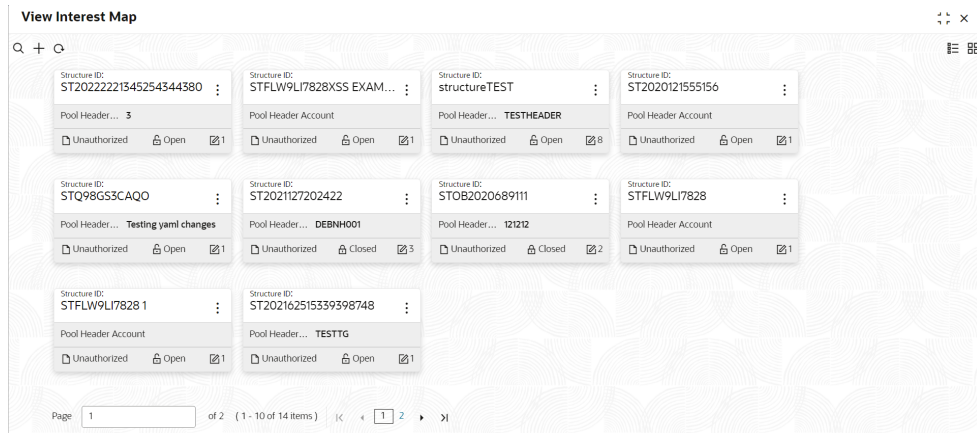 View Interest Map
Structure ID:
ST20222221345254344380
Pool Header... 3
Unauthorized Open 1
Structure ID:
STFLW9LI7828XSS EXAM...
Pool Header Account
Unauthorized Open 1
Structure ID:
structureTEST
Pool Header... TESTHEADER
Unauthorized Open 8
Structure ID:
ST2020121555156
Pool Header Account
Unauthorized Open 1
Structure ID:
STQ98GS3CAQO
Pool Header... Testing yaml changes
Unauthorized Open 1
Structure ID:
ST2021127202422
Pool Header... DEBNH001
Unauthorized Closed 3
Structure ID:
STOB2020689111
Pool Header... 121212
Unauthorized Closed 2
Structure ID:
STFLW9LI7828
Pool Header Account
Unauthorized Open 1
Structure ID:
STFLW9LI7828 1
Pool Header Account
Unauthorized Open 1
Structure ID:
ST202162515339398748
Pool Header... TESTTG
Unauthorized Open 1
Page 1 of 2 ( 1 - 10 of 14 items ) 1 2